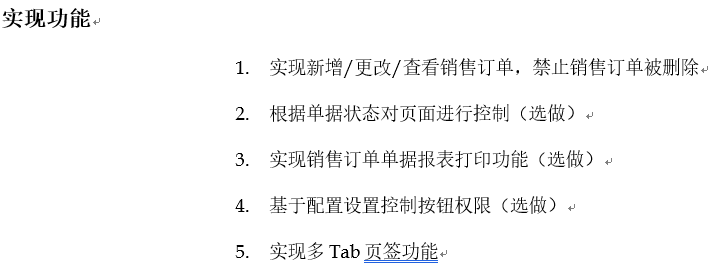 实现功能
1. 实现新增/更改/查看销售订单，禁止销售订单被删除
2. 根据单据状态对页面进行控制（选做）
3. 实现销售订单单据报表打印功能（选做）
4. 基于配置设置控制按钮权限（选做）
5. 实现多 Tab 页签功能